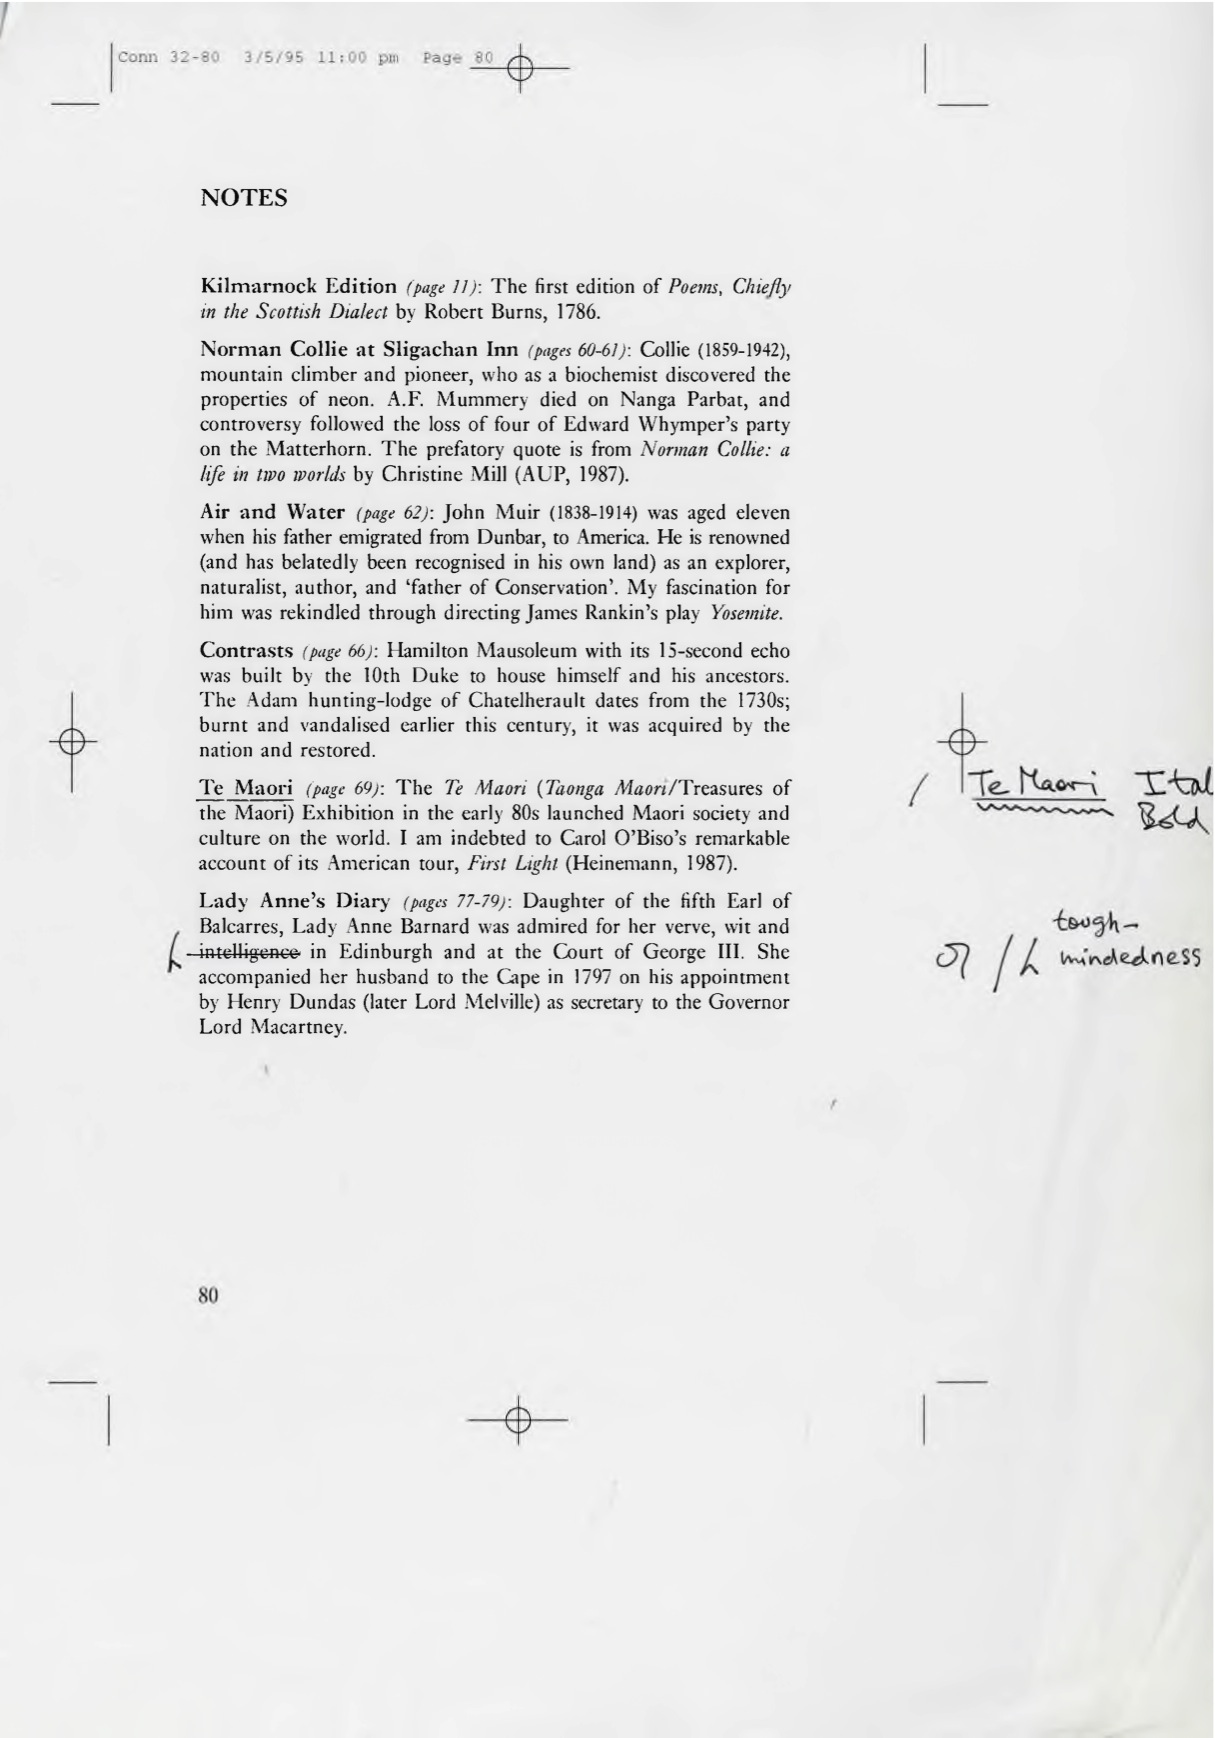 Conn 32-80  3/5/95 11:00 pm  Page 80
NOTES
Kilmarnock Edition (page 11): The first edition of Poems, Chiefly
in the Scottish Dialect by Robert Burns, 1786.
Norman Collie at Sligachan Inn (pages 60-61): Collie (1859-1942),
mountain climber and pioneer, who as a biochemist discovered the
properties of neon. A.F. Mummery died on Nanga Parbat, and
controversy followed the loss of four of Edward Whymper's party
on the Matterhorn. The prefatory quote is from Norman Collie: a
life in two worlds by Christine Mill (AUP, 1987).
Air and Water (page 62): John Muir (1838-1914) was aged eleven
when his father emigrated from Dunbar, to America. He is renowned
(and has belatedly been recognised in his own land) as an explorer,
naturalist, author, and ‘father of Conservation’. My fascination for
him was rekindled through directing James Rankin's play Yosemite.
Contrasts (page 66): Hamilton Mausoleum with its 15-second echo
was built by the 10th Duke to house himself and his ancestors.
The Adam hunting-lodge of Chatelherault dates from the 1730s;
burnt and vandalised earlier this century, it was acquired by the
nation and restored.
Te Maori (page 69): The Te Maori (Taonga Maori/Treasures of
the Maori) Exhibition in the early 80s launched Maori society and
culture on the world. I am indebted to Carol O'Biso's remarkable
account of its American tour, First Light (Heinemann, 1987).
/ Te Maori Ital
Bold
Lady Anne's Diary (pages 77-79): Daughter of the fifth Earl of
Balcarres, Lady Anne Barnard was admired for her verve, wit and
intelligence in Edinburgh and at the Court of George III. She
accompanied her husband to the Cape in 1797 on his appointment
by Henry Dundas (later Lord Melville) as secretary to the Governor
Lord Macartney.
tough-
mindedness
80